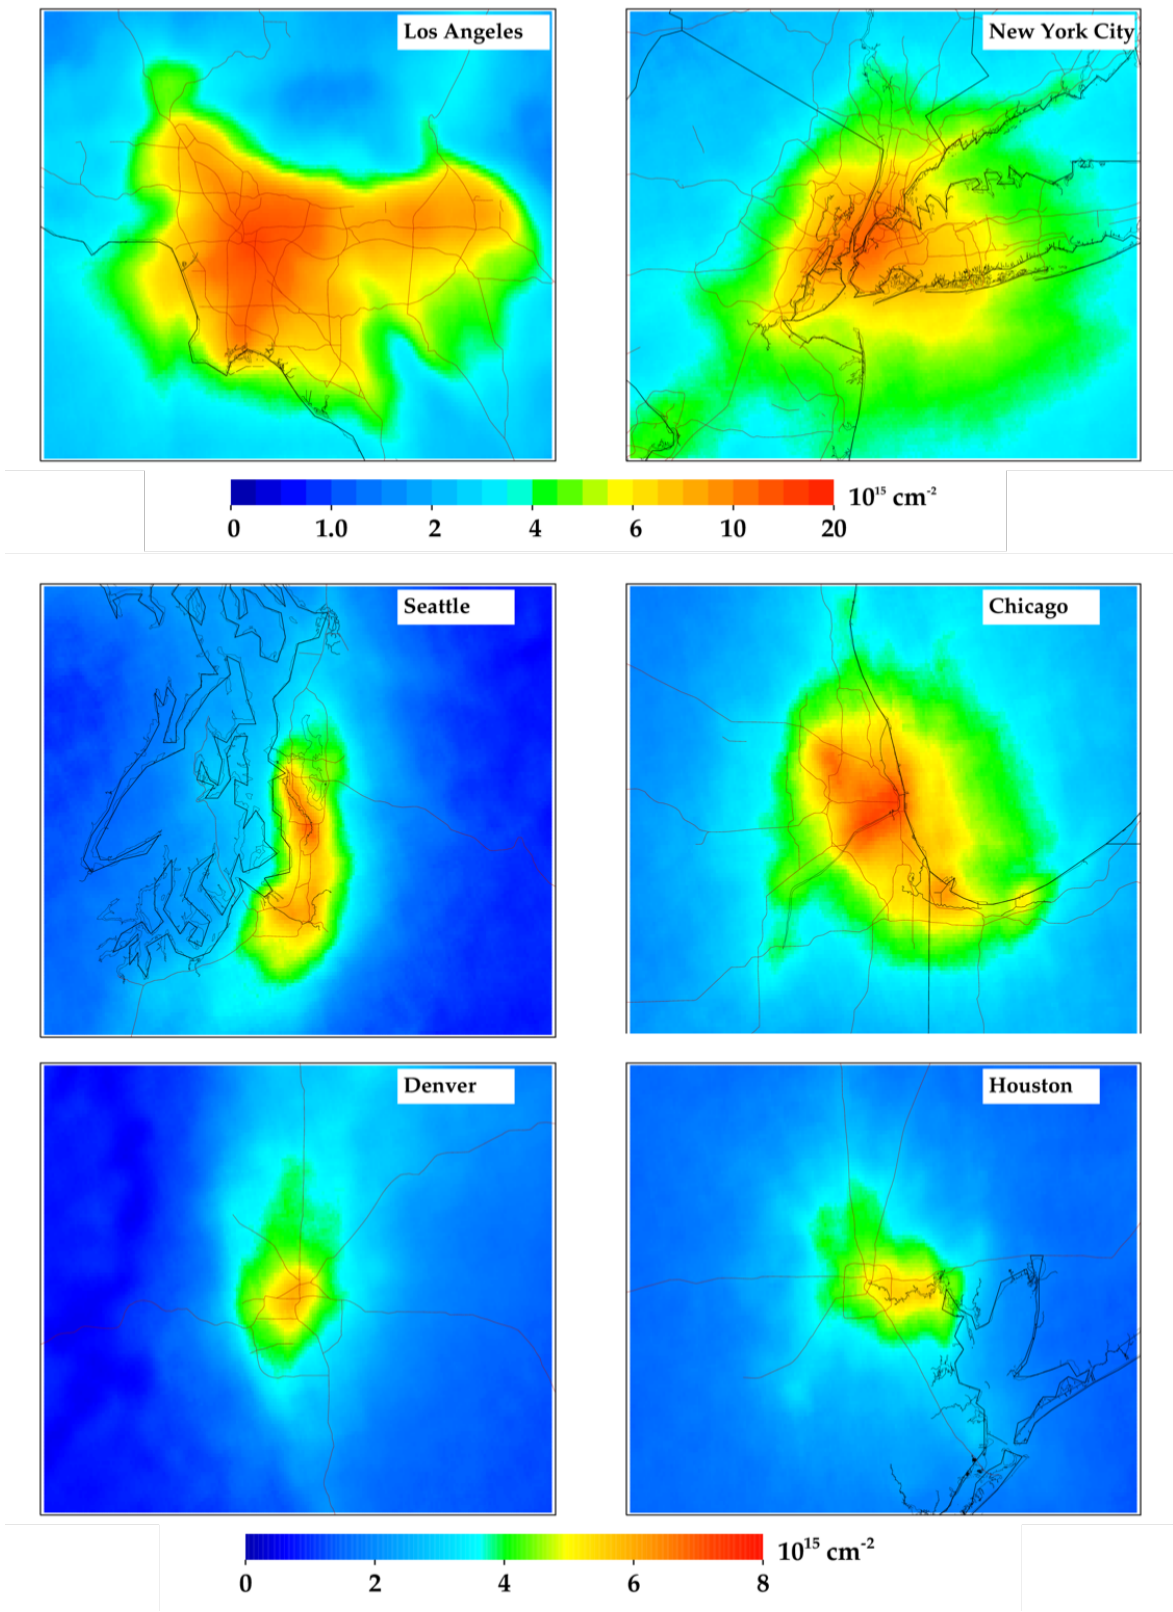 Los Angeles
New York City
10¹⁵ cm⁻²
0 1.0 2 4 6 10 20
Seattle
Chicago
Denver
Houston
10¹⁵ cm⁻²
0 2 4 6 8